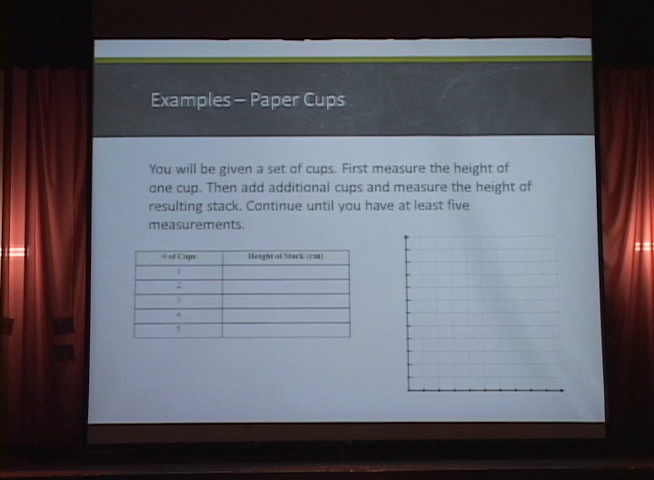 Examples – Paper Cups
You will be given a set of cups. First measure the height of
one cup. Then add additional cups and measure the height of
resulting stack. Continue until you have at least five
measurements.
# of Cups Height of Stack (cm)
1
2
3
4
5